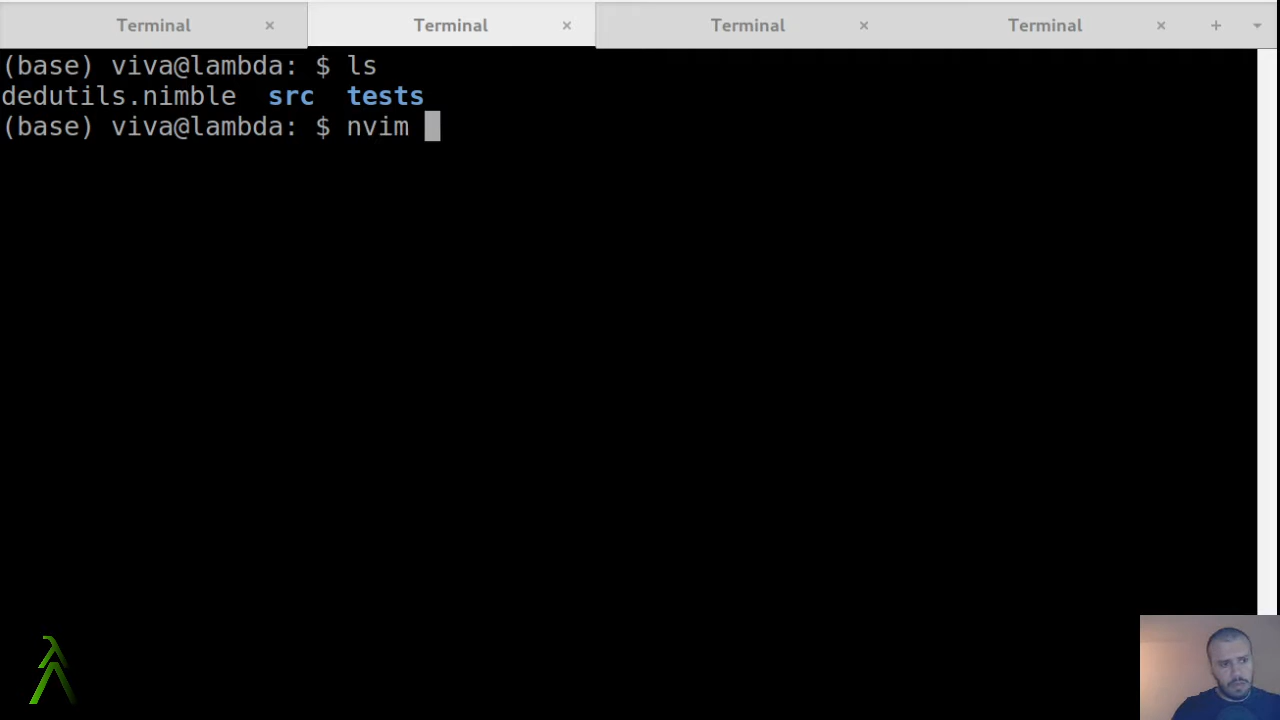 Terminal × Terminal × Terminal × Terminal × +
(base) viva@lambda: $ ls
dedutils.nimble src tests
(base) viva@lambda: $ nvim